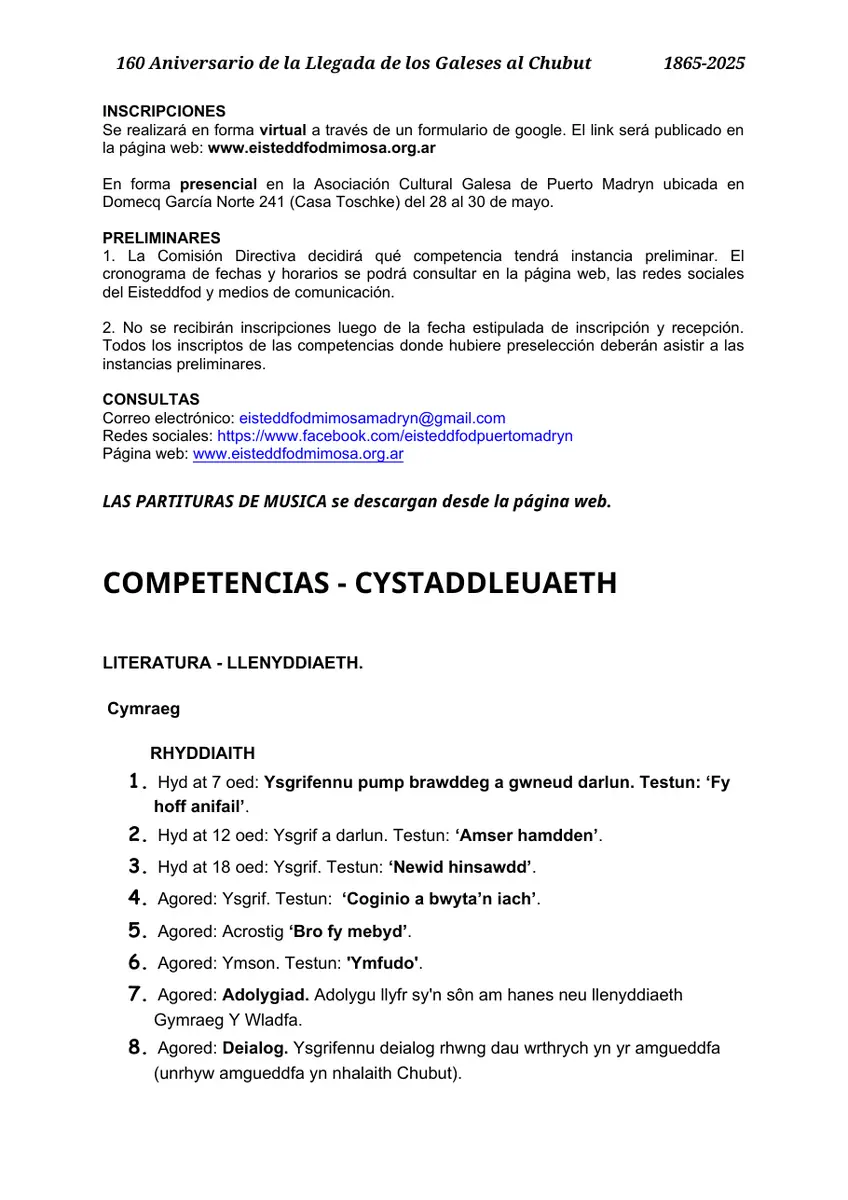 160 Aniversario de la Llegada de los Galeses al Chubut 1865-2025
INSCRIPCIONES
Se realizará en forma virtual a través de un formulario de google. El link será publicado en
la página web: www.eisteddfodmimosa.org.ar
En forma presencial en la Asociación Cultural Galesa de Puerto Madryn ubicada en
Domecq García Norte 241 (Casa Toschke) del 28 al 30 de mayo.
PRELIMINARES
1. La Comisión Directiva decidirá qué competencia tendrá instancia preliminar. El
cronograma de fechas y horarios se podrá consultar en la página web, las redes sociales
del Eisteddfod y medios de comunicación.
2. No se recibirán inscripciones luego de la fecha estipulada de inscripción y recepción.
Todos los inscriptos de las competencias donde hubiere preselección deberán asistir a las
instancias preliminares.
CONSULTAS
Correo electrónico: eisteddfodmimosamadryn@gmail.com
Redes sociales: https://www.facebook.com/eisteddfodpuertomadryn
Página web: www.eisteddfodmimosa.org.ar
LAS PARTITURAS DE MUSICA se descargan desde la página web.
COMPETENCIAS - CYSTADDLEUAETH
LITERATURA - LLENYDDIAETH.
Cymraeg
RHYDDIAITH
1. Hyd at 7 oed: Ysgrifennu pump brawddeg a gwneud darlun. Testun: ‘Fy
hoff anifail’.
2. Hyd at 12 oed: Ysgrif a darlun. Testun: ‘Amser hamdden’.
3. Hyd at 18 oed: Ysgrif. Testun: ‘Newid hinsawdd’.
4. Agored: Ysgrif. Testun: ‘Coginio a bwyta’n iach’.
5. Agored: Acrostig ‘Bro fy mebyd’.
6. Agored: Ymson. Testun: 'Ymfudo'.
7. Agored: Adolygiad. Adolygu llyfr sy'n sôn am hanes neu llenyddiaeth
Gymraeg Y Wladfa.
8. Agored: Deialog. Ysgrifennu deialog rhwng dau wrthrych yn yr amgueddfa
(unrhyw amgueddfa yn nhalaith Chubut).